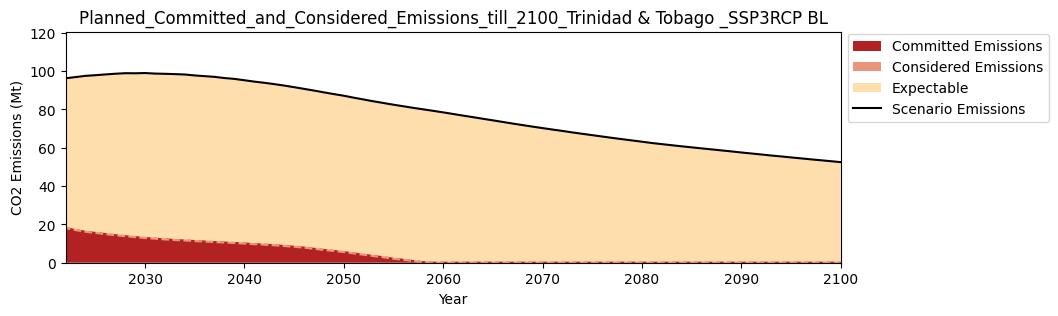 Planned_Committed_and_Considered_Emissions_till_2100_Trinidad & Tobago _SSP3RCP BL
CO2 Emissions (Mt)
120
100
80
60
40
20
0
2030 2040 2050 2060 2070 2080 2090 2100
Year
Committed Emissions
Considered Emissions
Expectable
Scenario Emissions